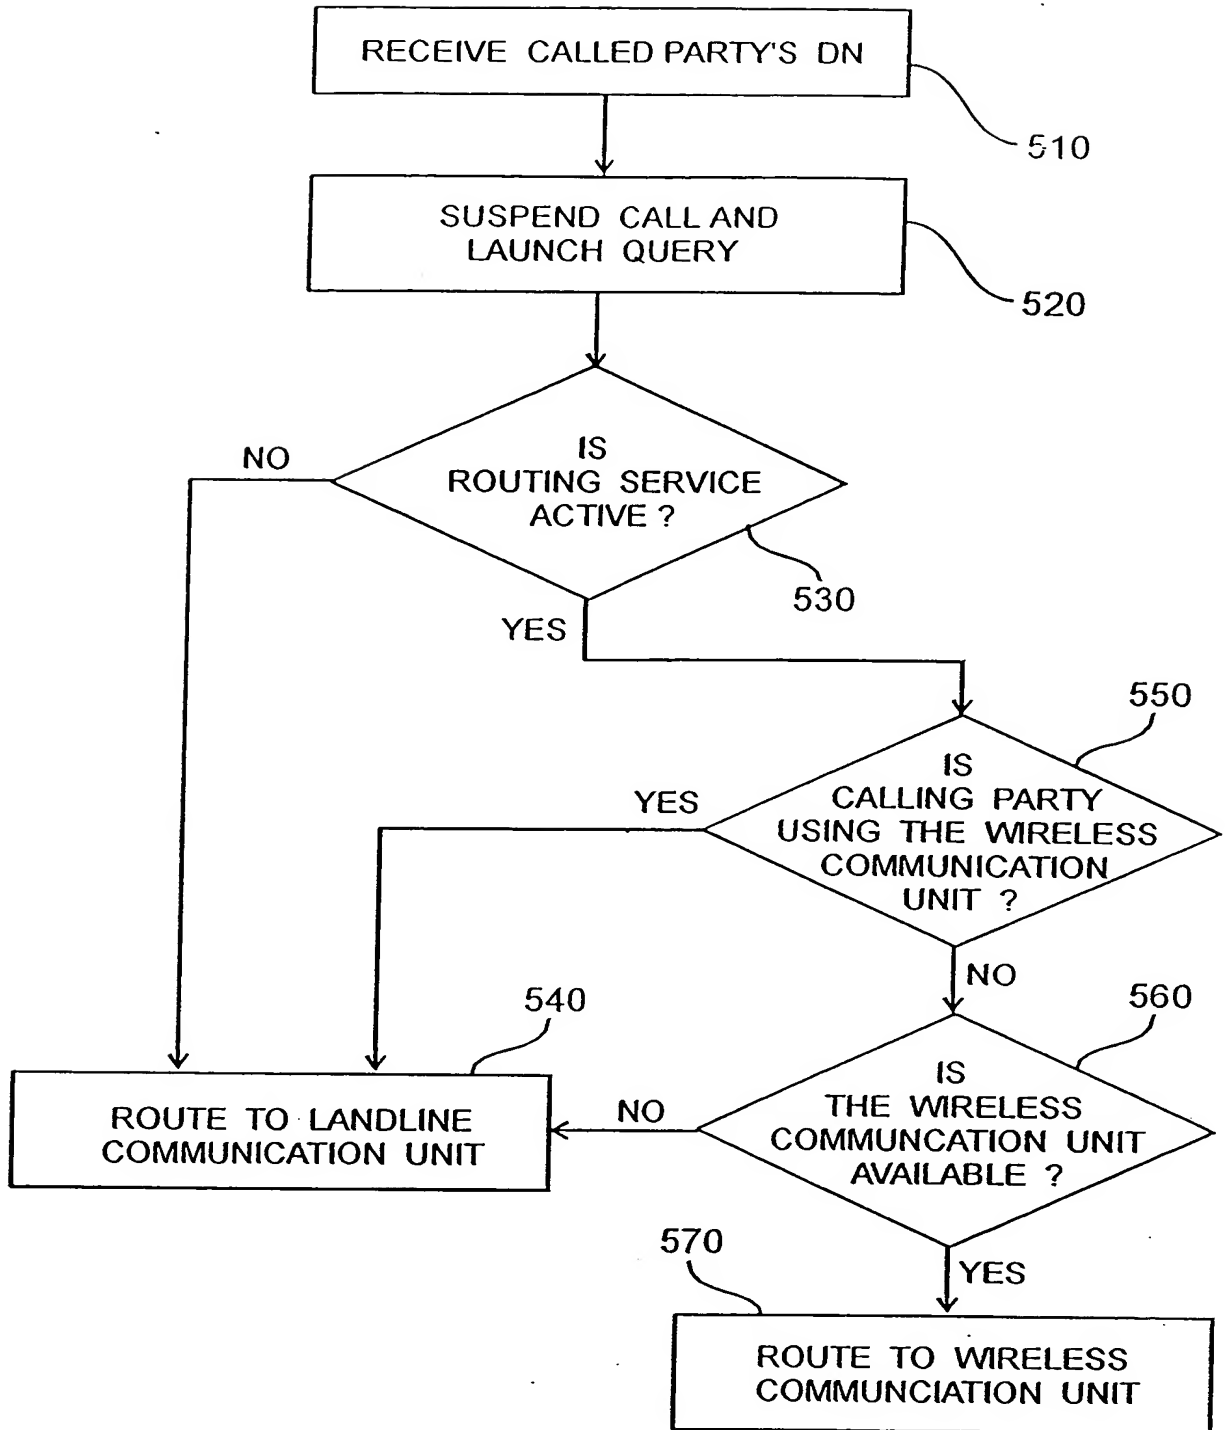 RECEIVE CALLED PARTY'S DN
510
SUSPEND CALL AND
LAUNCH QUERY
520
IS
ROUTING SERVICE
ACTIVE ?
NO
530
YES
550
IS
CALLING PARTY
USING THE WIRELESS
COMMUNICATION
UNIT ?
YES
NO
540
ROUTE TO LANDLINE
COMMUNICATION UNIT
560
IS
THE WIRELESS
COMMUNCATION UNIT
AVAILABLE ?
NO
YES
570
ROUTE TO WIRELESS
COMMUNCIATION UNIT